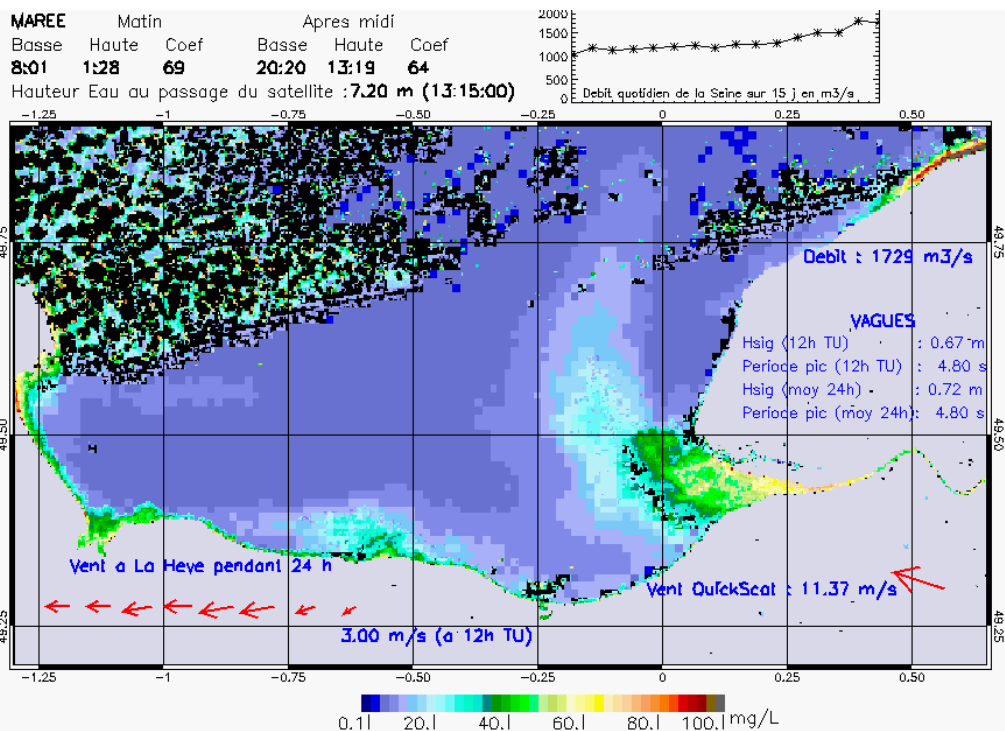 MAREE Matin Apres midi
Basse Haute Coef Basse Haute Coef
8:01 1:28 69 20:20 13:19 64
Hauteur Eau au passage du satellite : 7.20 m (13:15:00)
2000
1500
1000
500
0
Debit quotidien de la Seine sur 15 j en m3/s
-1.25 -1 -0.75 -0.50 -0.25 0 0.25 0.50
49.75 49.75
Debit : 1729 m3/s
VAGUES
Hsig (12h TU) : 0.67 m
Periode pic (12h TU) : 4.80 s
Hsig (moy 24h) : 0.72 m
Periode pic (moy 24h): 4.80 s
49.50 49.50
Vent a La Heve pendant 24 h
Vent QuickScat : 11.37 m/s
3.00 m/s (a 12h TU)
49.25 49.25
-1.25 -1 -0.75 -0.50 -0.25 0 0.25 0.50
0.1 20.1 40.1 60.1 80.1 100.1 mg/L